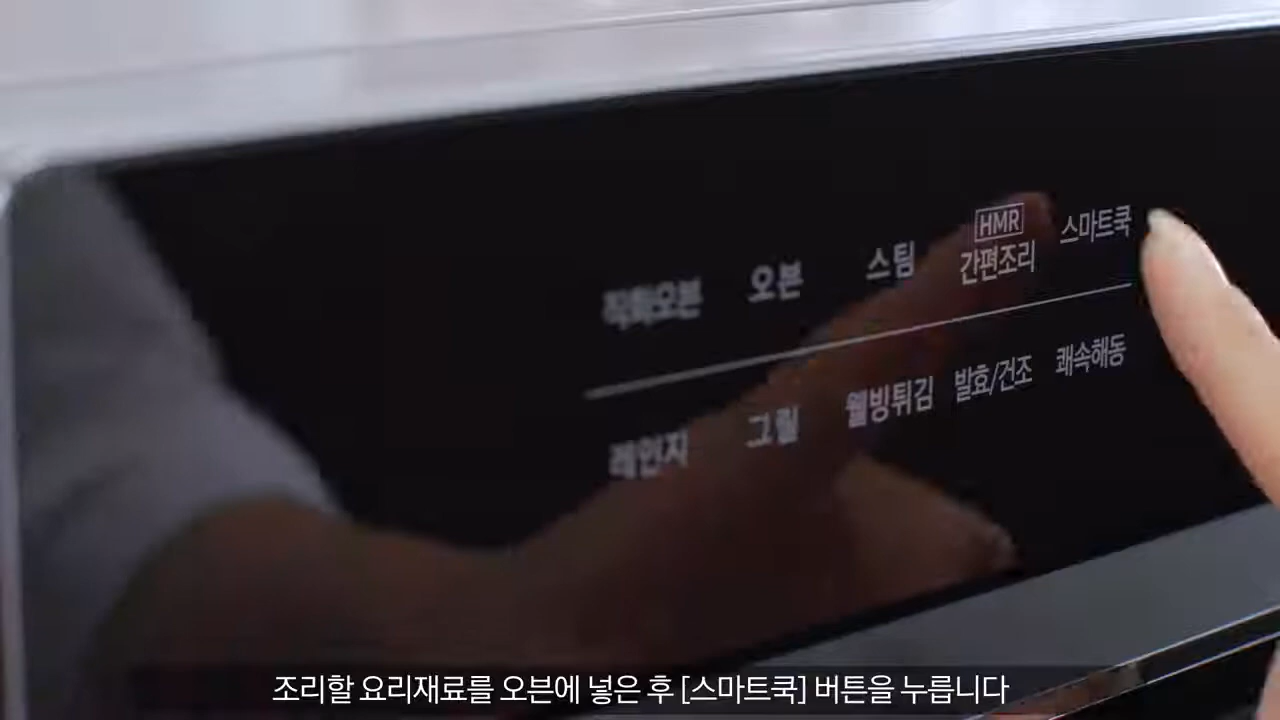 직화오븐 오븐 스팀 HMR 간편조리 스마트쿡
레인지 그릴 웰빙튀김 발효/건조 쾌속해동
조리할 요리재료를 오븐에 넣은 후 [스마트쿡] 버튼을 누릅니다